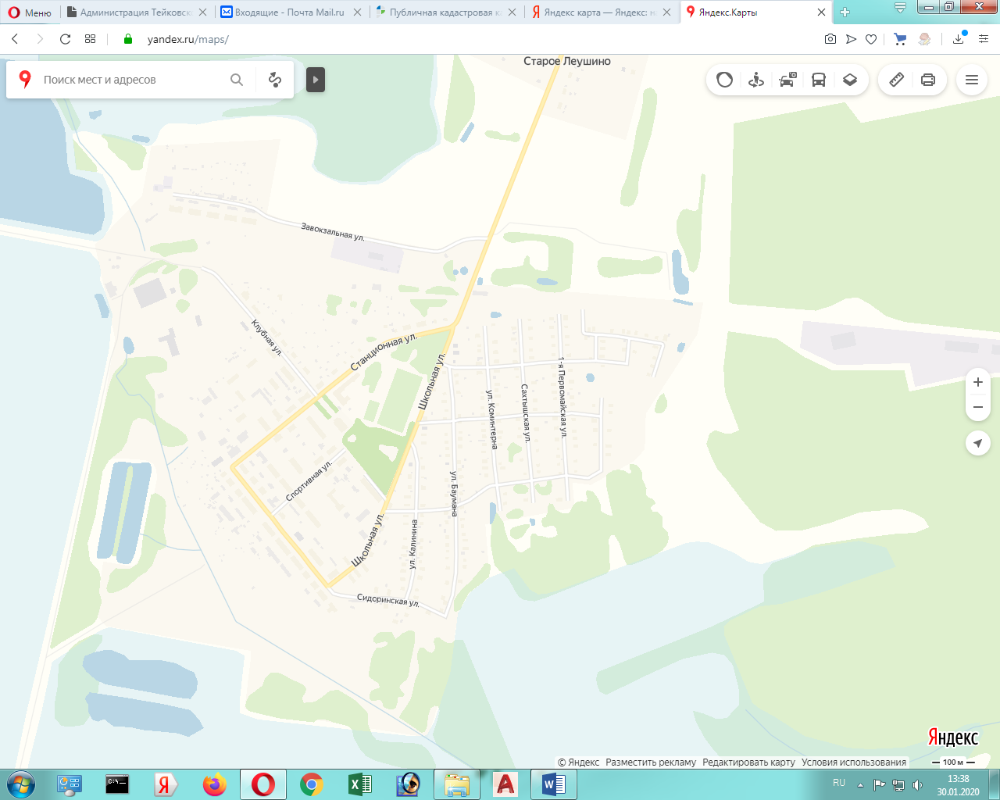 Меню
Администрация Тейковск
Входящие - Почта Mail.ru
Публичная кадастровая к
Яндекс карта — Яндекс: н
Яндекс.Карты
yandex.ru/maps/
Поиск мест и адресов
Старое Леушино
Завокзальная ул.
Клубная ул.
Станционная ул.
Школьная ул.
1-я Первомайская ул.
Сахтышская ул.
ул. Коминтерна
Спортивная ул.
ул. Баумана
Школьная ул.
ул. Калинина
Сидоринская ул.
Яндекс
© Яндекс Разместить рекламу Редактировать карту Условия использования
100 м
C:\_
RU
13:38
30.01.2020